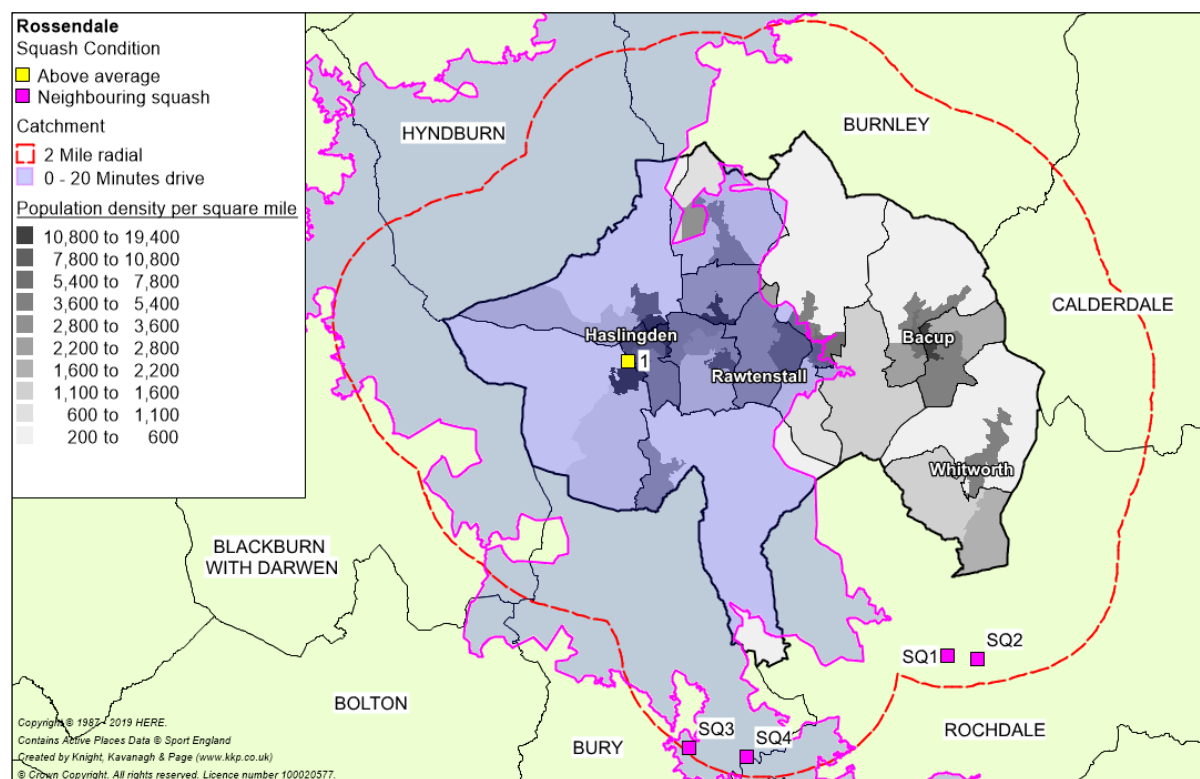 Rossendale
Squash Condition
Above average
Neighbouring squash
Catchment
2 Mile radial
0 - 20 Minutes drive
Population density per square mile
10,800 to 19,400
7,800 to 10,800
5,400 to 7,800
3,600 to 5,400
2,800 to 3,600
2,200 to 2,800
1,600 to 2,200
1,100 to 1,600
600 to 1,100
200 to 600
HYNDBURN
BURNLEY
CALDERDALE
Haslingden
1
Rawtenstall
Bacup
Whitworth
BLACKBURN
WITH DARWEN
BOLTON
BURY
SQ1
SQ2
SQ3
SQ4
ROCHDALE
Copyright © 1987 - 2019 HERE.
Contains Active Places Data ® Sport England
Created by Knight, Kavanagh & Page (www.kkp.co.uk)
© Crown Copyright. All rights reserved. Licence number 100020577.